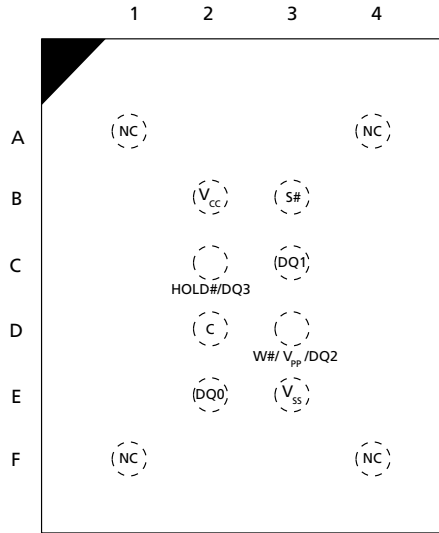 1 2 3 4
A NC NC
B VCC S#
C DQ1
HOLD#/DQ3
D C
W#/ VPP /DQ2
E DQ0 VSS
F NC NC